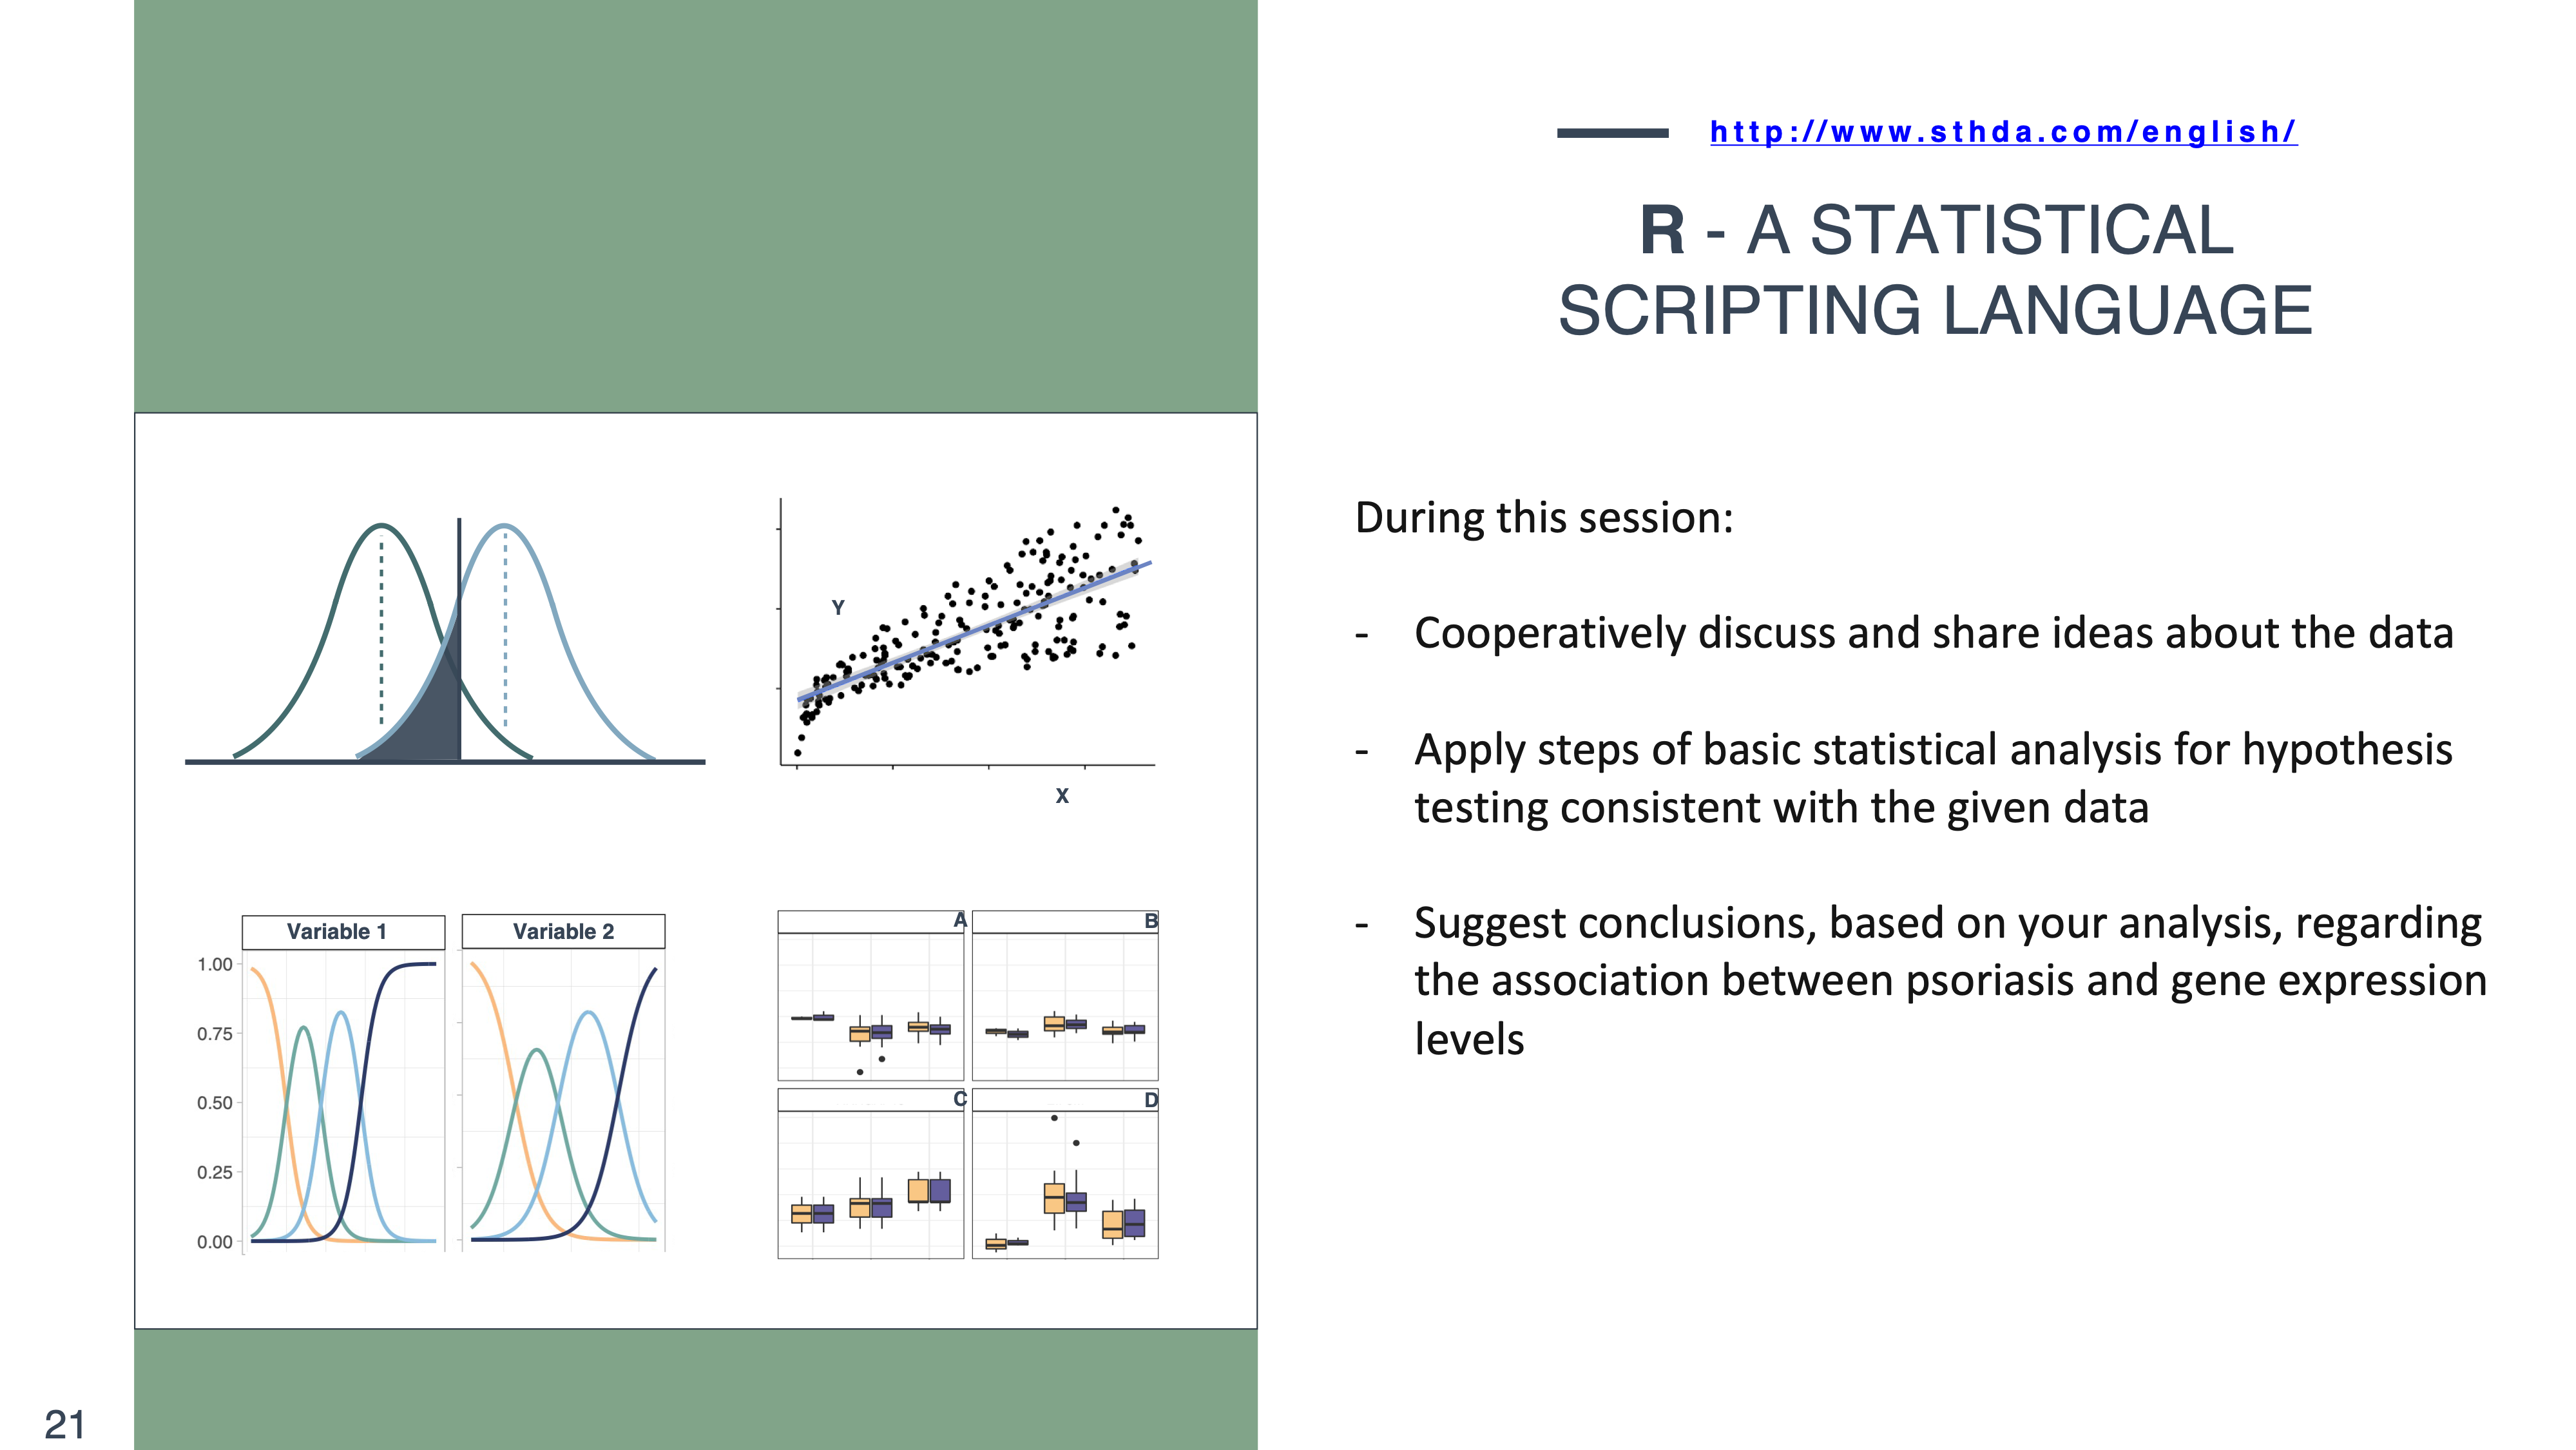 http://www.sthda.com/english/
R - A STATISTICAL
SCRIPTING LANGUAGE
During this session:
- Cooperatively discuss and share ideas about the data
- Apply steps of basic statistical analysis for hypothesis
testing consistent with the given data
- Suggest conclusions, based on your analysis, regarding
the association between psoriasis and gene expression
levels
Y
X
Variable 1
Variable 2
1.00
0.75
0.50
0.25
0.00
A
B
C
D
21